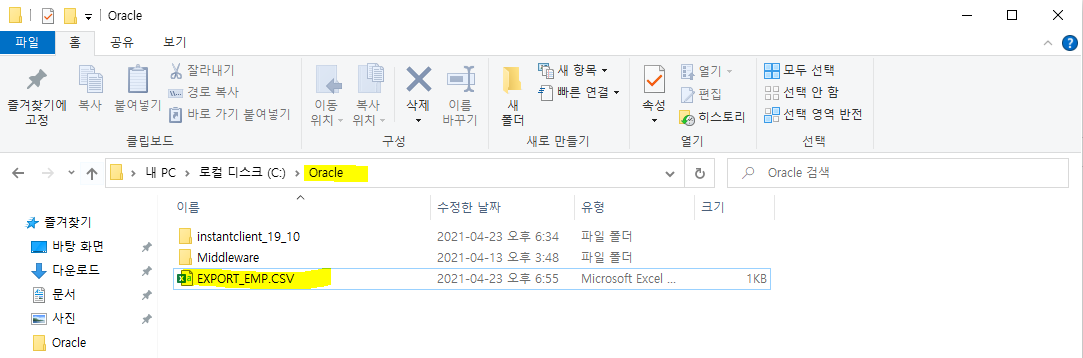 Oracle
파일 홈 공유 보기
즐겨찾기에 고정
복사
붙여넣기
잘라내기
경로 복사
바로 가기 붙여넣기
클립보드
이동 위치
복사 위치
삭제
이름 바꾸기
구성
새 폴더
새 항목
빠른 연결
새로 만들기
속성
열기
편집
히스토리
열기
모두 선택
선택 안 함
선택 영역 반전
선택
내 PC 로컬 디스크 (C:) Oracle
Oracle 검색
즐겨찾기
바탕 화면
다운로드
문서
사진
Oracle
이름 수정한 날짜 유형 크기
instantclient_19_10 2021-04-23 오후 6:34 파일 폴더
Middleware 2021-04-13 오후 3:48 파일 폴더
EXPORT_EMP.CSV 2021-04-23 오후 6:55 Microsoft Excel ... 1KB